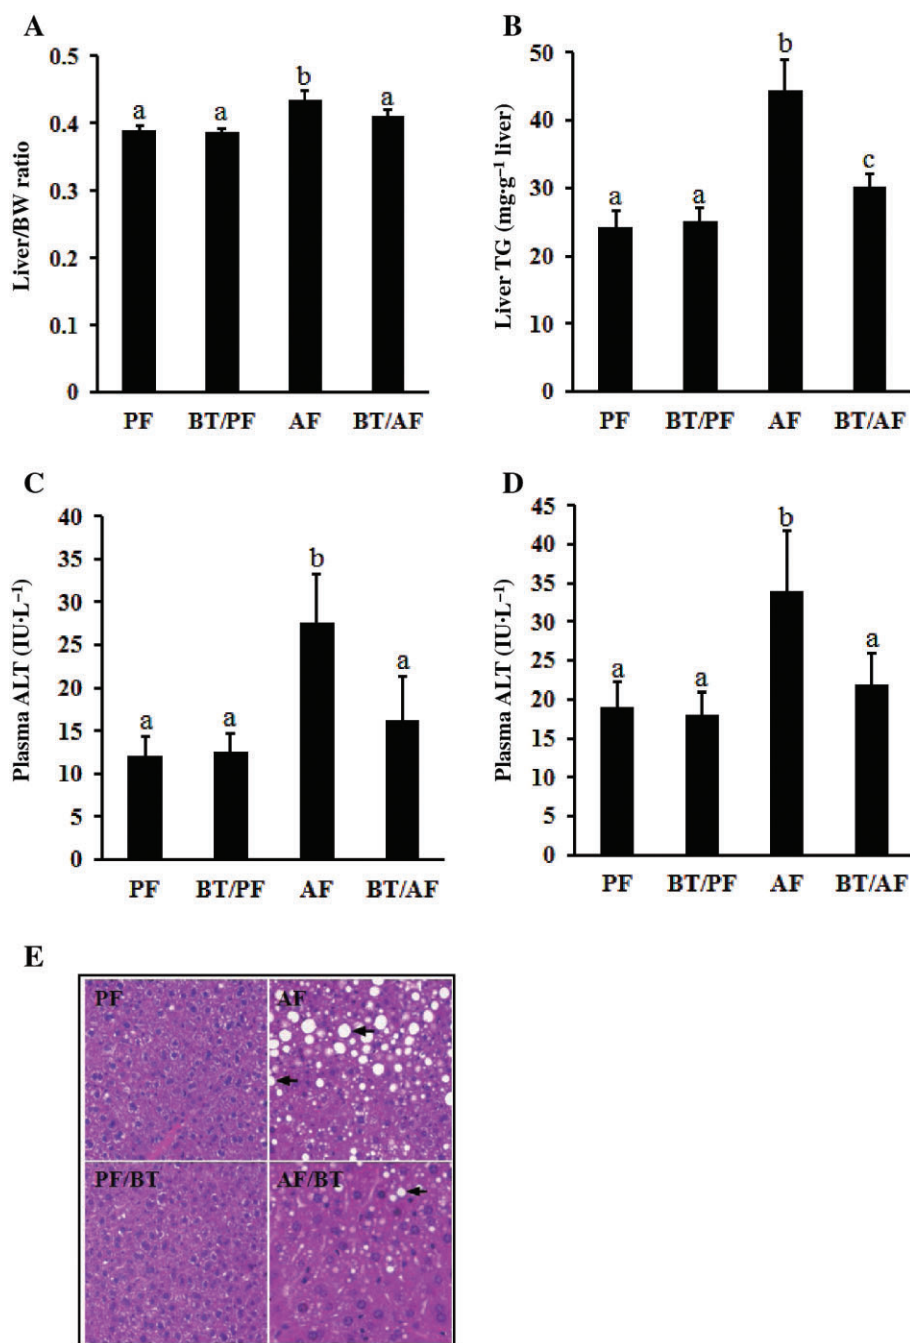 A
Liver/BW ratio
0.5
0.4
0.3
0.2
0.1
0
a
a
b
a
PF BT/PF AF BT/AF
B
Liver TG (mg·g⁻¹ liver)
50
40
30
20
10
0
a
a
b
c
PF BT/PF AF BT/AF
C
Plasma ALT (IU·L⁻¹)
40
35
30
25
20
15
10
5
0
a
a
b
a
PF BT/PF AF BT/AF
D
Plasma ALT (IU·L⁻¹)
45
40
35
30
25
20
15
10
5
0
a
a
b
a
PF BT/PF AF BT/AF
E
PF AF
PF/BT AF/BT